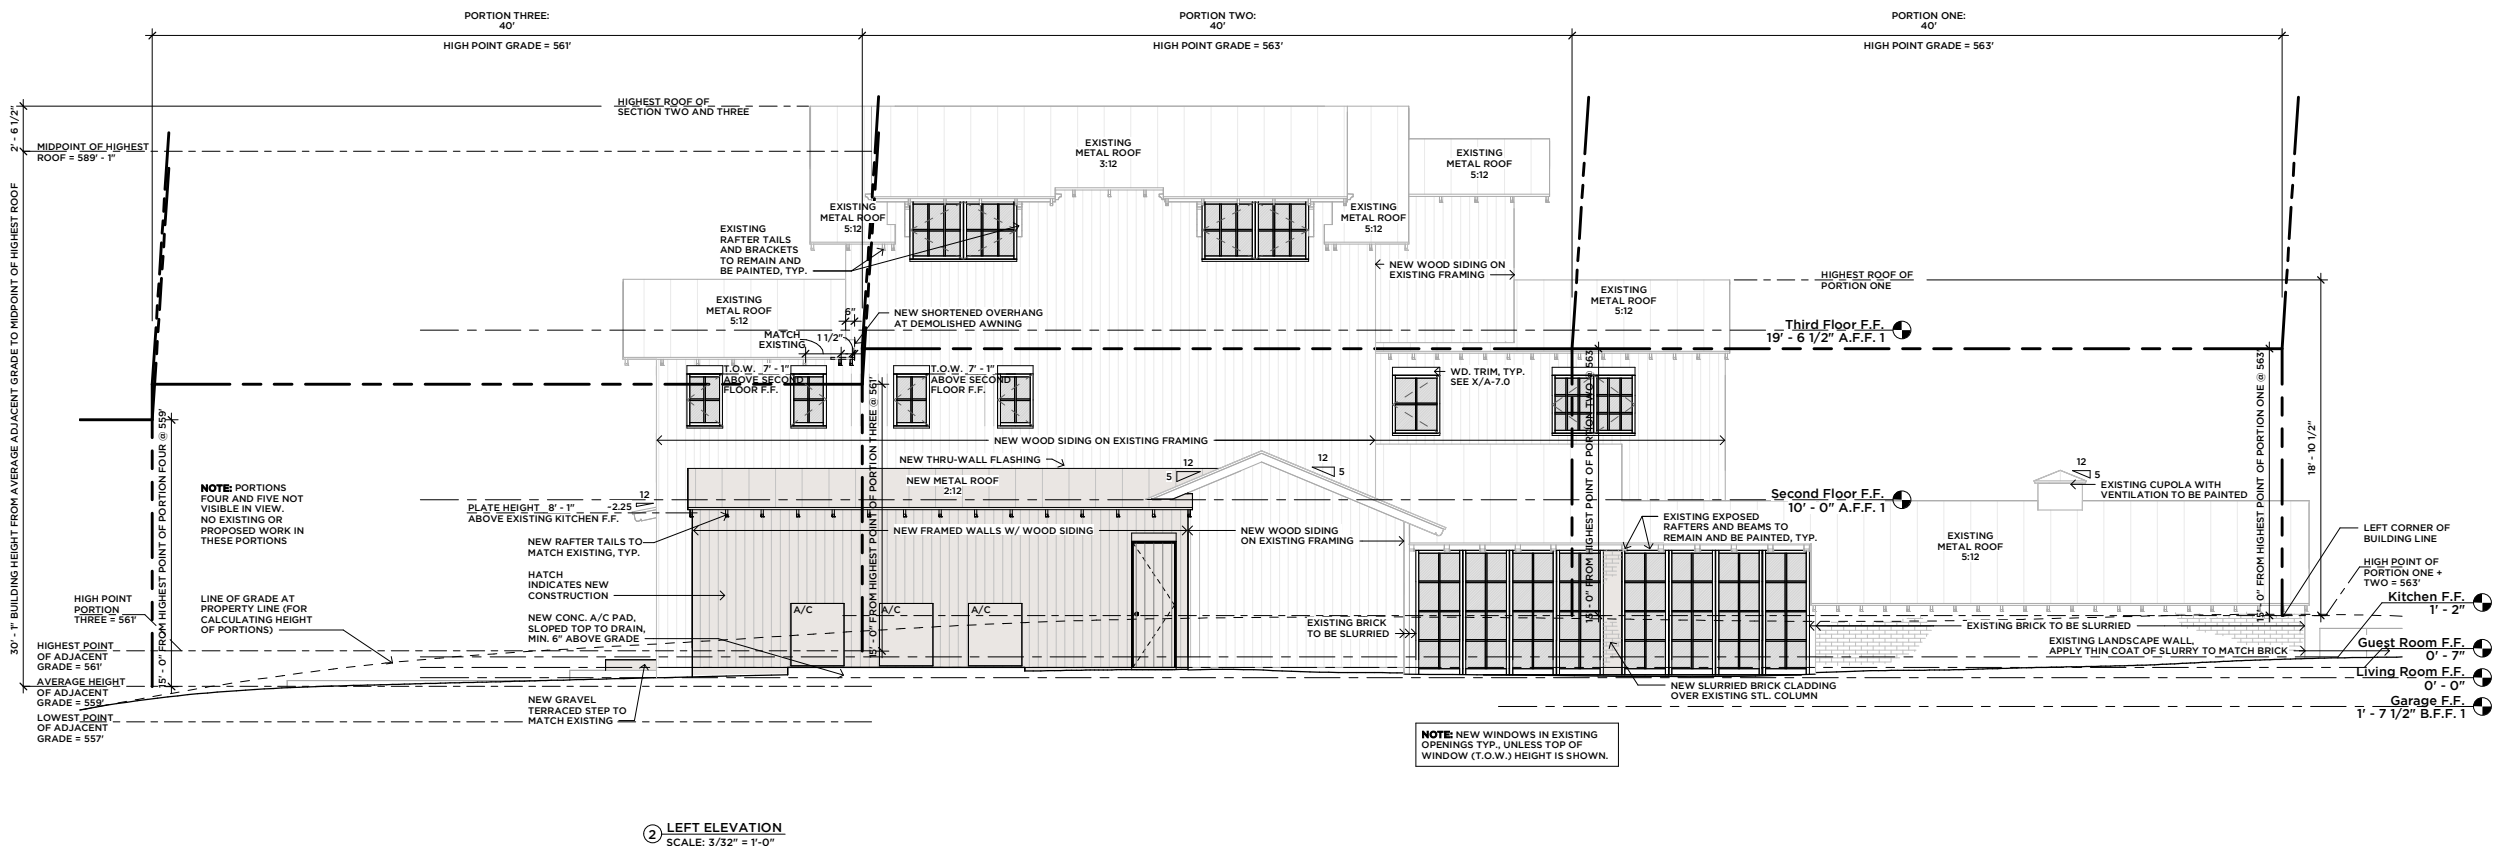 PORTION THREE:
40'
HIGH POINT GRADE = 561'
PORTION TWO:
40'
HIGH POINT GRADE = 563'
PORTION ONE:
40'
HIGH POINT GRADE = 563'
2' - 6 1/2"
30' - 1" BUILDING HEIGHT FROM AVERAGE ADJACENT GRADE TO MIDPOINT OF HIGHEST ROOF
HIGHEST ROOF OF
SECTION TWO AND THREE
MIDPOINT OF HIGHEST
ROOF = 589' - 1"
EXISTING
METAL ROOF
3:12
EXISTING
METAL ROOF
5:12
EXISTING
METAL ROOF
5:12
EXISTING
METAL ROOF
5:12
EXISTING
RAFTER TAILS
AND BRACKETS
TO REMAIN AND
BE PAINTED, TYP.
NEW WOOD SIDING ON
EXISTING FRAMING
HIGHEST ROOF OF
PORTION ONE
EXISTING
METAL ROOF
5:12
EXISTING
METAL ROOF
5:12
6"
NEW SHORTENED OVERHANG
AT DEMOLISHED AWNING
MATCH
EXISTING
1 1/2"
Third Floor F.F.
19' - 6 1/2" A.F.F. 1
T.O.W. 7' - 1"
ABOVE SECOND
FLOOR F.F.
T.O.W. 7' - 1"
ABOVE SECOND
FLOOR F.F.
WD. TRIM, TYP.
SEE X/A-7.0
15' - 0" FROM HIGHEST POINT OF PORTION FOUR @ 559'
15' - 0" FROM HIGHEST POINT OF PORTION THREE @ 561'
15' - 0" FROM HIGHEST POINT OF PORTION TWO @ 563'
15' - 0" FROM HIGHEST POINT OF PORTION ONE @ 563'
18' - 10 1/2"
NEW WOOD SIDING ON EXISTING FRAMING
NEW THRU-WALL FLASHING
12
5
12
5
12
5
NEW METAL ROOF
2:12
NOTE: PORTIONS
FOUR AND FIVE NOT
VISIBLE IN VIEW.
NO EXISTING OR
PROPOSED WORK IN
THESE PORTIONS
12
~2.25
PLATE HEIGHT 8' - 1"
ABOVE EXISTING KITCHEN F.F.
Second Floor F.F.
10' - 0" A.F.F. 1
EXISTING CUPOLA WITH
VENTILATION TO BE PAINTED
NEW FRAMED WALLS W/ WOOD SIDING
NEW WOOD SIDING
ON EXISTING FRAMING
EXISTING EXPOSED
RAFTERS AND BEAMS TO
REMAIN AND BE PAINTED, TYP.
EXISTING
METAL ROOF
5:12
LEFT CORNER OF
BUILDING LINE
NEW RAFTER TAILS TO
MATCH EXISTING, TYP.
HATCH
INDICATES NEW
CONSTRUCTION
HIGH POINT OF
PORTION ONE +
TWO = 563'
HIGH POINT
PORTION
THREE = 561'
LINE OF GRADE AT
PROPERTY LINE (FOR
CALCULATING HEIGHT
OF PORTIONS)
NEW CONC. A/C PAD,
SLOPED TOP TO DRAIN,
MIN. 6" ABOVE GRADE
A/C
A/C
A/C
EXISTING BRICK
TO BE SLURRIED
EXISTING BRICK TO BE SLURRIED
EXISTING LANDSCAPE WALL,
APPLY THIN COAT OF SLURRY TO MATCH BRICK
Kitchen F.F.
1' - 2"
Guest Room F.F.
0' - 7"
Living Room F.F.
0' - 0"
Garage F.F.
1' - 7 1/2" B.F.F. 1
HIGHEST POINT
OF ADJACENT
GRADE = 561'
AVERAGE HEIGHT
OF ADJACENT
GRADE = 559'
LOWEST POINT
OF ADJACENT
GRADE = 557'
NEW GRAVEL
TERRACED STEP TO
MATCH EXISTING
NEW SLURRIED BRICK CLADDING
OVER EXISTING STL. COLUMN
NOTE: NEW WINDOWS IN EXISTING
OPENINGS TYP., UNLESS TOP OF
WINDOW (T.O.W.) HEIGHT IS SHOWN.
2 LEFT ELEVATION
SCALE: 3/32" = 1'-0"